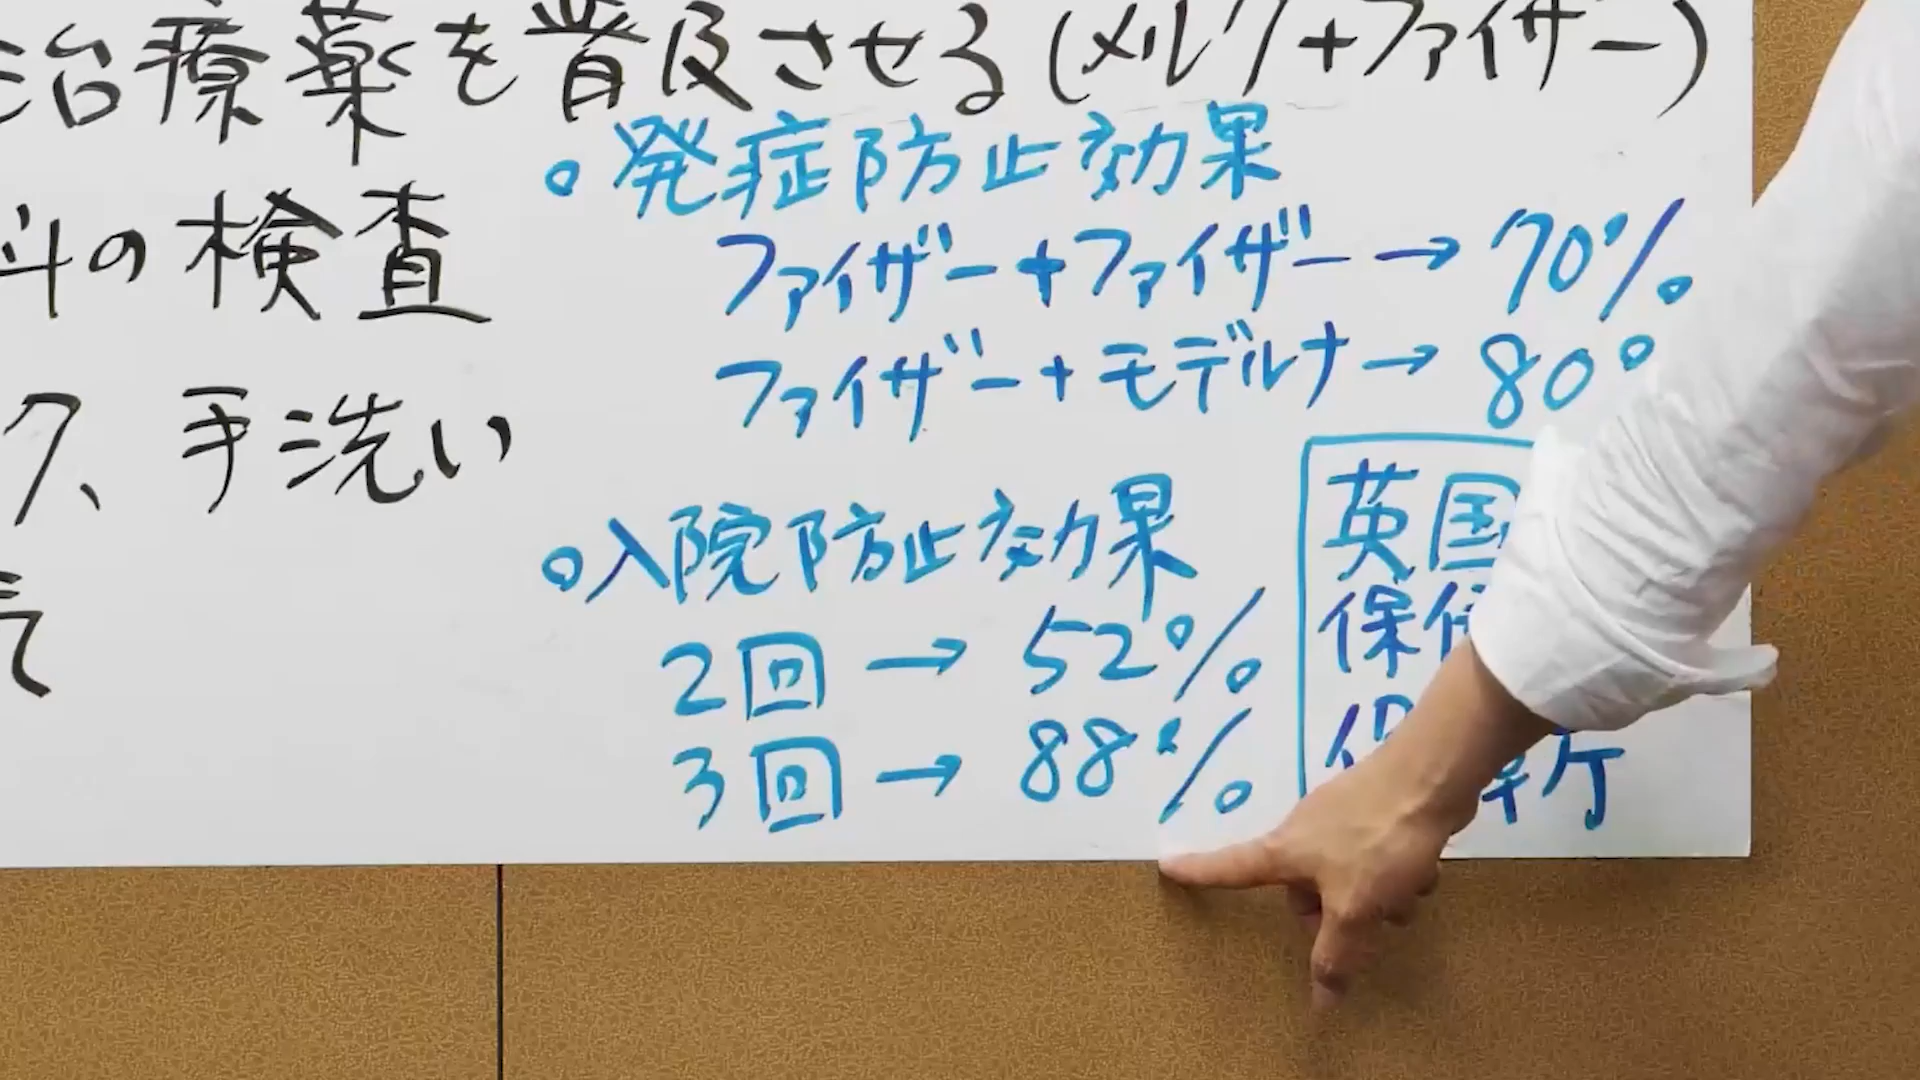 治療薬を普及させる(メルク+ファイザー)
。発症防止効果
ファイザー+ファイザー→70%
ファイザー+モデルナ→80%
の検査
ク、手洗い
。入院防止効果
2回→52%
3回→88%
英国
保
庁